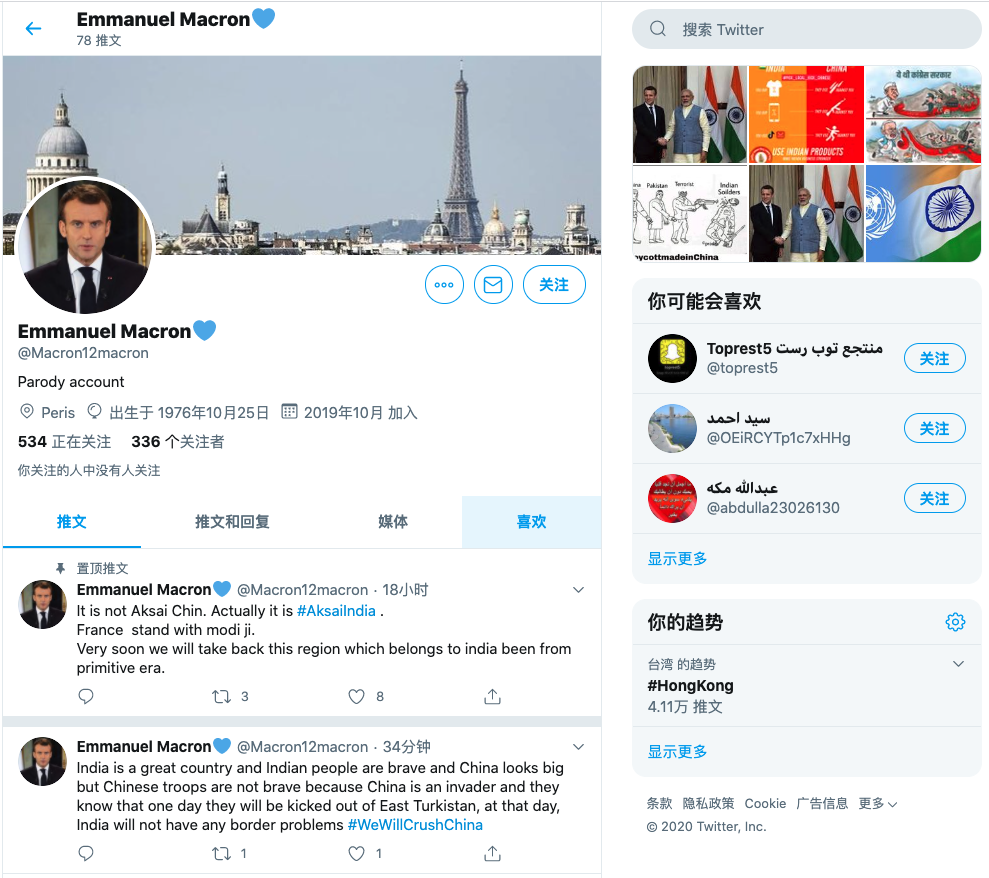 Emmanuel Macron💙
78 推文
Emmanuel Macron💙
@Macron12macron
Parody account
Peris 出生于 1976年10月25日 2019年10月 加入
534 正在关注 336 个关注者
你关注的人中没有人关注
关注
推文 推文和回复 媒体 喜欢
置顶推文
Emmanuel Macron💙 @Macron12macron · 18小时
It is not Aksai Chin. Actually it is #AksaiIndia .
France stand with modi ji.
Very soon we will take back this region which belongs to india been from
primitive era.
3 8
Emmanuel Macron💙 @Macron12macron · 34分钟
India is a great country and Indian people are brave and China looks big
but Chinese troops are not brave because China is an invader and they
know that one day they will be kicked out of East Turkistan, at that day,
India will not have any border problems #WeWillCrushChina
1 1
搜索 Twitter
INDIA CHINA
USE INDIAN PRODUCTS
ये थी कांग्रेस सरकार
Pakistan Terrorist Indian
Soilders
oycottmadeinChina
你可能会喜欢
منتجع توب رست Toprest5
@toprest5
关注
سيد احمد
@OEiRCYTp1c7xHHg
关注
عبدالله مكه
@abdulla23026130
关注
显示更多
你的趋势
台湾 的趋势
#HongKong
4.11万 推文
显示更多
条款 隐私政策 Cookie 广告信息 更多
© 2020 Twitter, Inc.